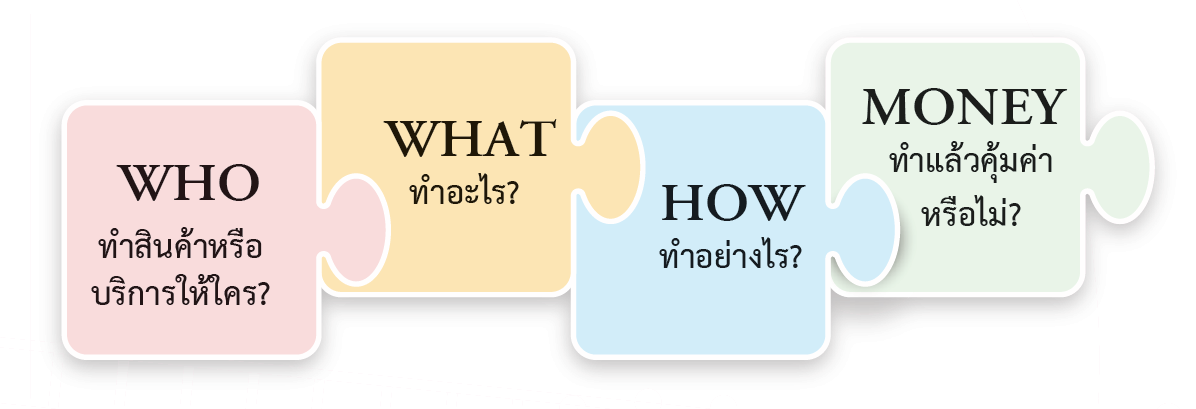 WHO
ทำสินค้าหรือ
บริการให้ใคร?
WHAT
ทำอะไร?
HOW
ทำอย่างไร?
MONEY
ทำแล้วคุ้มค่า
หรือไม่?